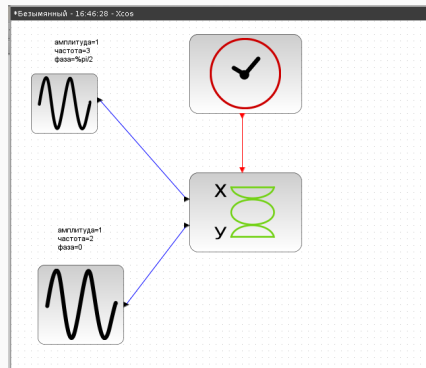 *Безымянный - 16:46:28 - Xcos
амплитуда=1
частота=3
фаза=%pi/2
X
У
амплитуда=1
частота=2
фаза=0